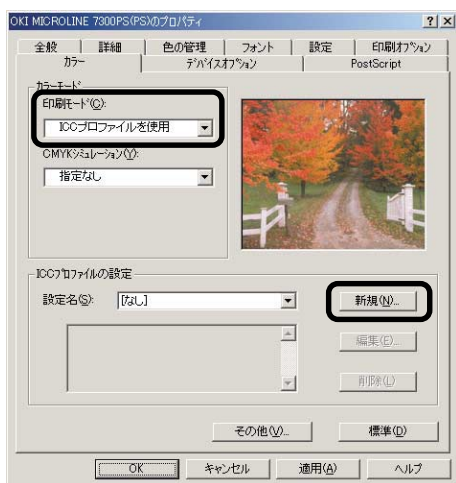 OKI MICROLINE 7300PS(PS)のプロパティ
全般 詳細 色の管理 フォント 設定 印刷オプション
カラー デバイスオプション PostScript
カラーモード
印刷モード(C):
ICCプロファイルを使用
CMYKシミュレーション(Y):
指定なし
ICCプロファイルの設定
設定名(S): [なし] 新規(N)...
編集(E)...
削除(L)
その他(V)... 標準(D)
OK キャンセル 適用(A) ヘルプ